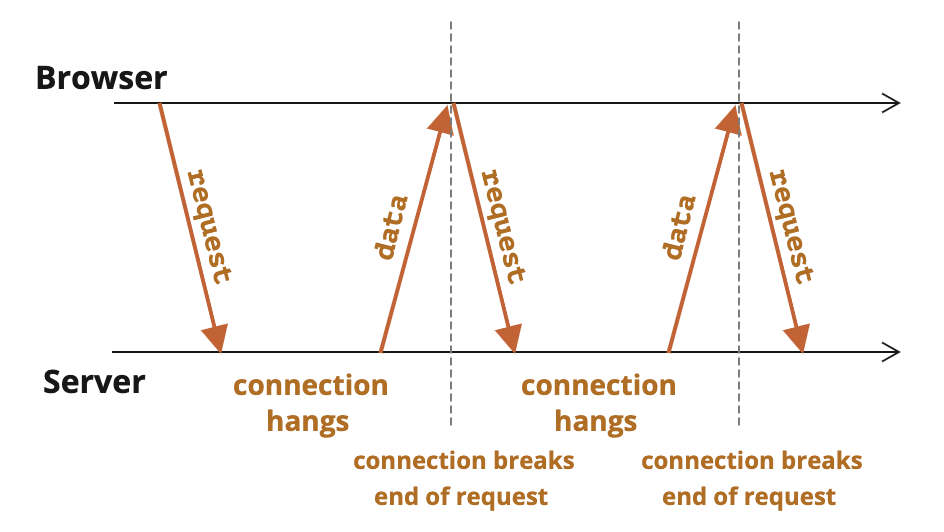 Browser
request
data
request
data
request
Server
connection
hangs
connection
hangs
connection breaks
end of request
connection breaks
end of request